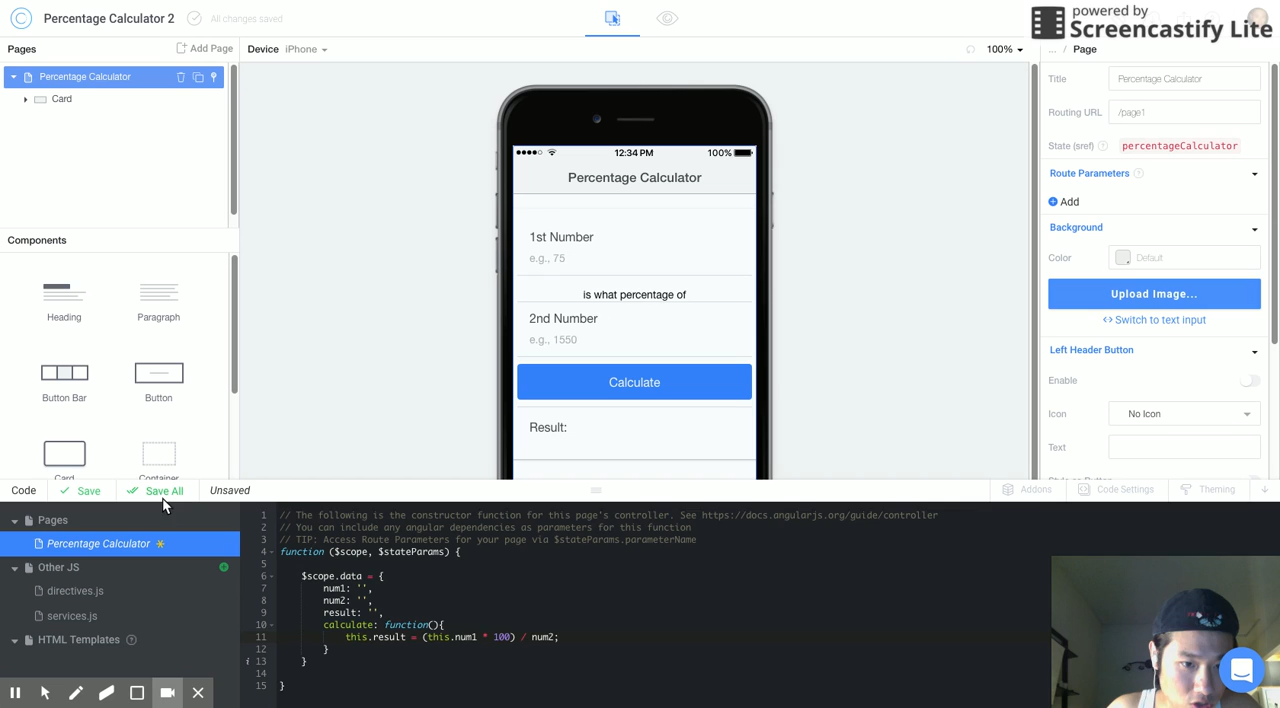 Percentage Calculator 2
All changes saved
powered by
Screencastify Lite
Pages
Add Page
Device iPhone
100%
... / Page
Percentage Calculator
Card
Title Percentage Calculator
Routing URL /page1
State (sref) ? percentageCalculator
Route Parameters ?
Add
Background
Color Default
Upload Image...
<> Switch to text input
Left Header Button
Enable
Icon No Icon
Text
12:34 PM 100%
Percentage Calculator
1st Number
e.g., 75
is what percentage of
2nd Number
e.g., 1550
Calculate
Result:
Components
Heading
Paragraph
Button Bar
Button
Card
Container
Code Save Save All Unsaved
Addons Code Settings Theming
Pages
Percentage Calculator
Other JS
directives.js
services.js
HTML Templates ?
1 // The following is the constructor function for this page's controller. See https://docs.angularjs.org/guide/controller
2 // You can include any angular dependencies as parameters for this function
3 // TIP: Access Route Parameters for your page via $stateParams.parameterName
4 function ($scope, $stateParams) {
5
6 $scope.data = {
7 num1: '',
8 num2: '',
9 result: '',
10 calculate: function(){
11 this.result = (this.num1 * 100) / num2;
12 }
i 13 }
14
15 }